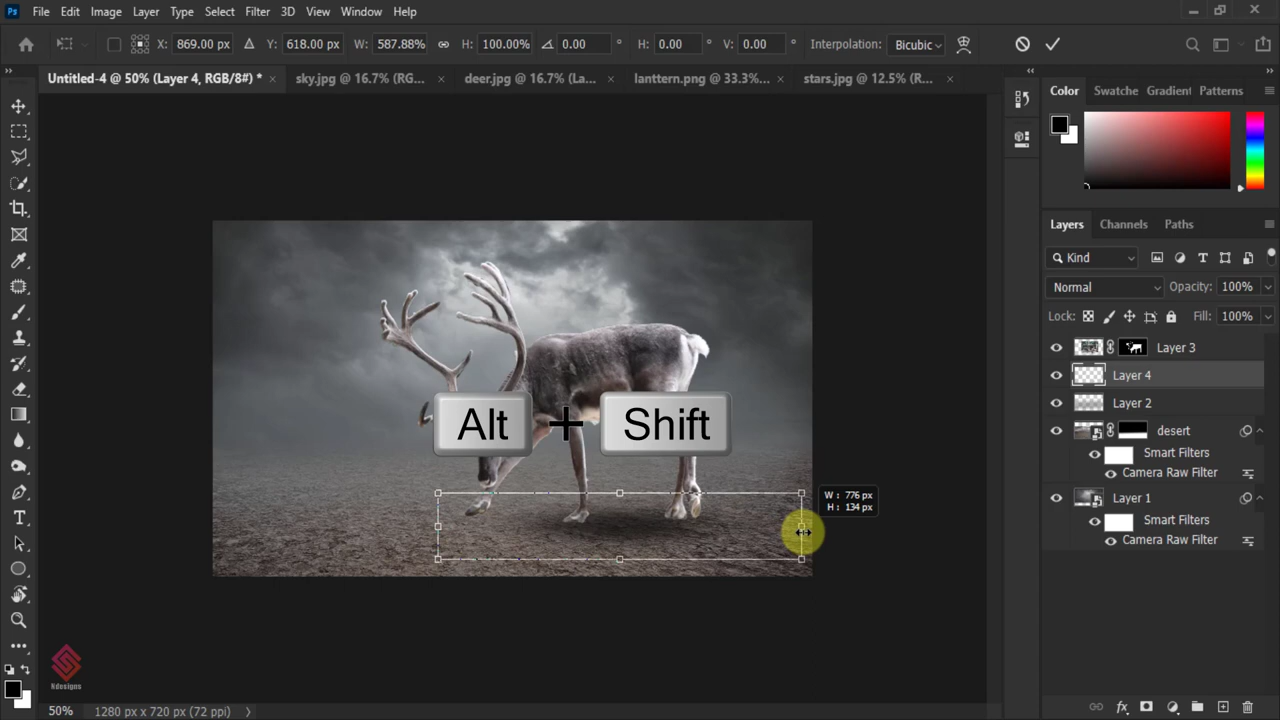 Ps File Edit Image Layer Type Select Filter 3D View Window Help
X: 869.00 px Y: 618.00 px W: 587.88% H: 100.00% 0.00 ° H: 0.00 ° V: 0.00 ° Interpolation: Bicubic
Untitled-4 @ 50% (Layer 4, RGB/8#) * × sky.jpg @ 16.7% (RG... × deer.jpg @ 16.7% (La... × lanttern.png @ 33.3%... × stars.jpg @ 12.5% (R... ×
Color Swatche Gradient Patterns
Layers Channels Paths
Kind
Normal Opacity: 100%
Lock: Fill: 100%
Layer 3
Layer 4
Layer 2
desert
Smart Filters
Camera Raw Filter
Layer 1
Smart Filters
Camera Raw Filter
Alt + Shift
W : 776 px
H : 134 px
Ndesigns
50% 1280 px x 720 px (72 ppi)